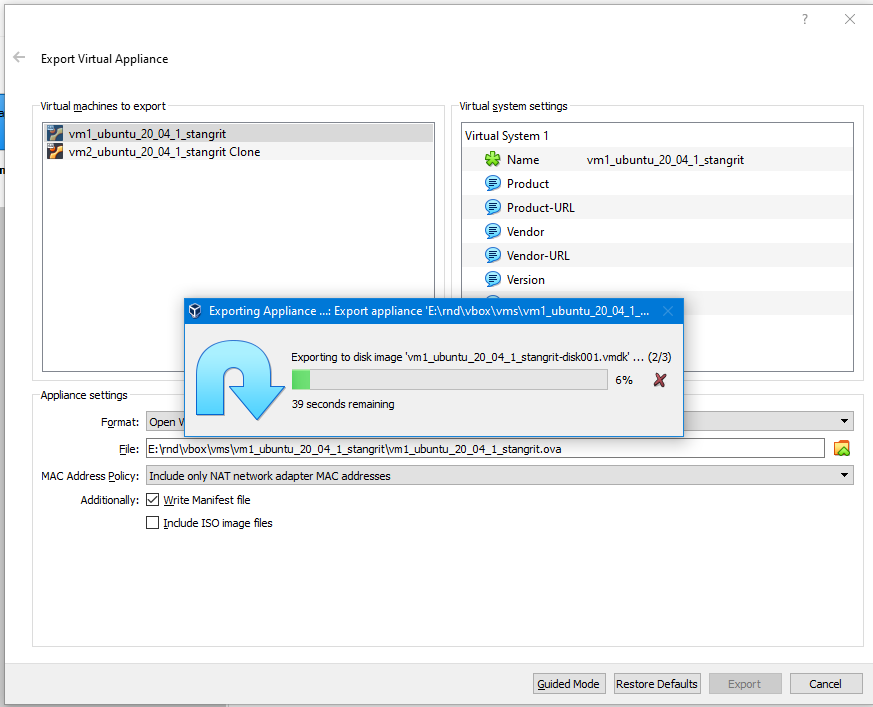 ?
Export Virtual Appliance
Virtual machines to export
vm1_ubuntu_20_04_1_stangrit
vm2_ubuntu_20_04_1_stangrit Clone
Virtual system settings
Virtual System 1
Name vm1_ubuntu_20_04_1_stangrit
Product
Product-URL
Vendor
Vendor-URL
Version
Exporting Appliance ...: Export appliance 'E:\rnd\vbox\vms\vm1_ubuntu_20_04_1_...
Exporting to disk image 'vm1_ubuntu_20_04_1_stangrit-disk001.vmdk' ... (2/3)
6%
39 seconds remaining
Appliance settings
Format: Open
File: E:\rnd\vbox\vms\vm1_ubuntu_20_04_1_stangrit\vm1_ubuntu_20_04_1_stangrit.ova
MAC Address Policy: Include only NAT network adapter MAC addresses
Additionally: Write Manifest file
Include ISO image files
Guided Mode Restore Defaults Export Cancel